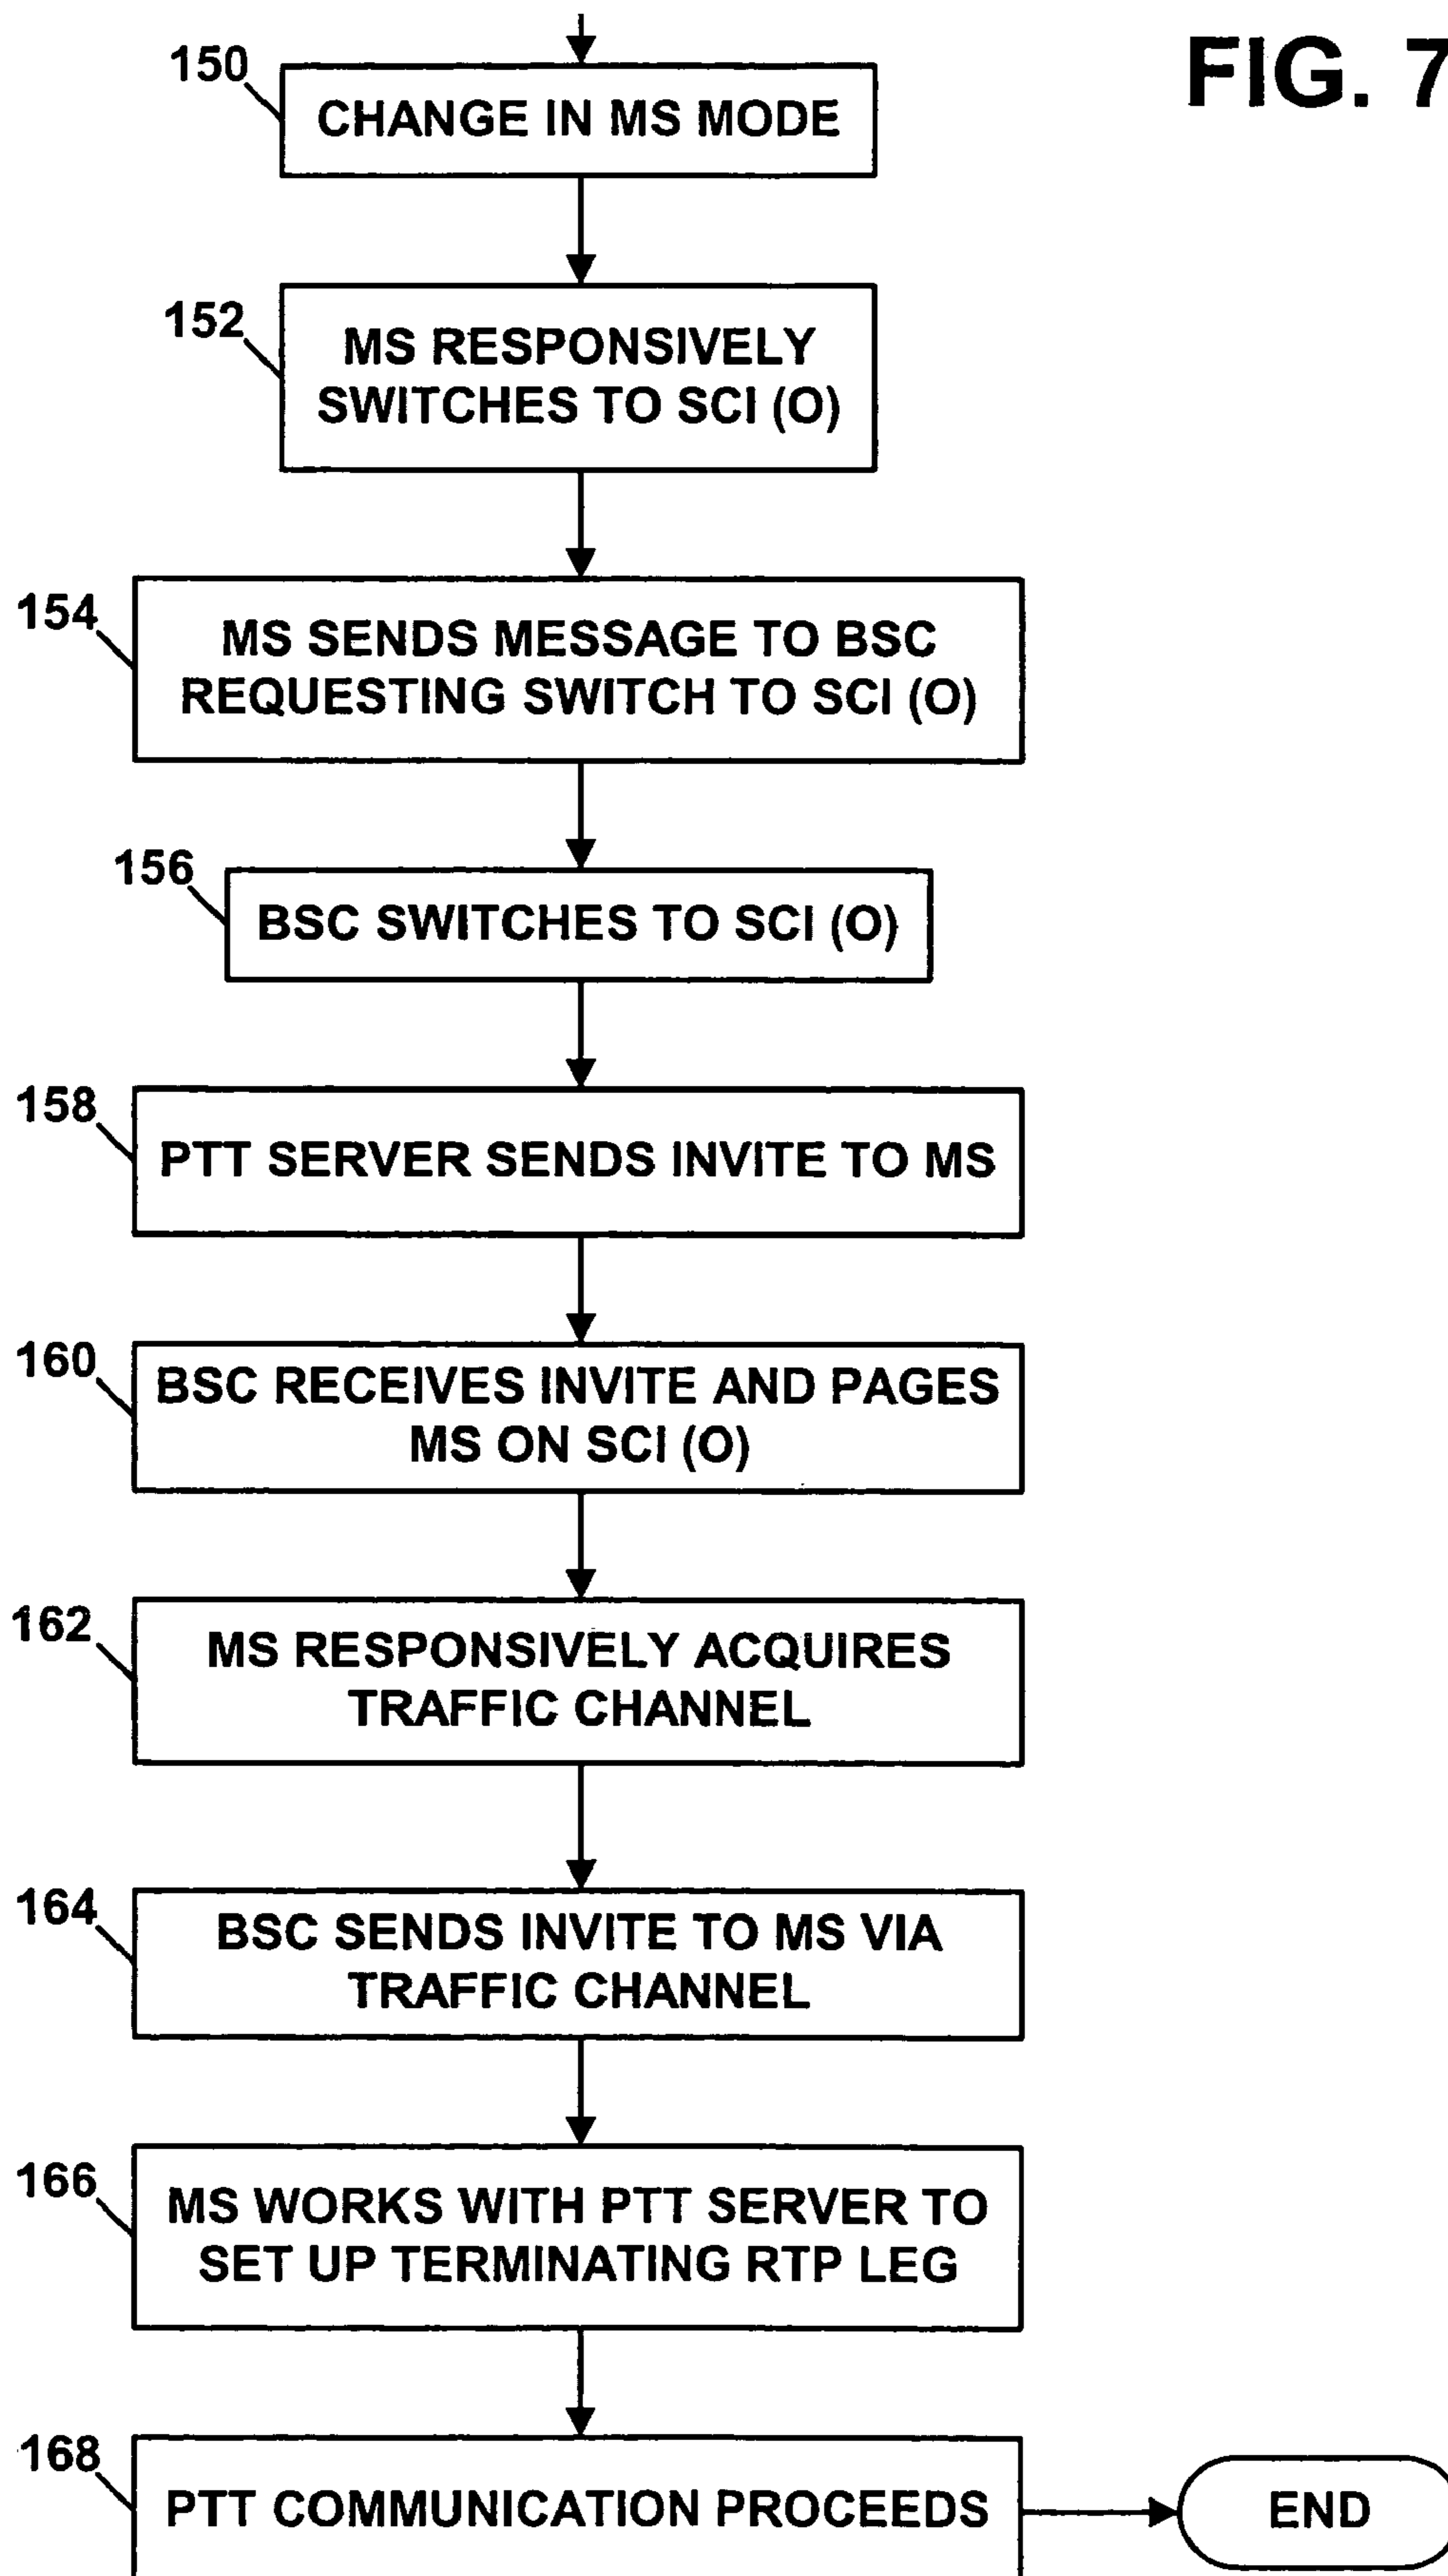 FIG. 7
150
CHANGE IN MS MODE
152
MS RESPONSIVELY
SWITCHES TO SCI (O)
154
MS SENDS MESSAGE TO BSC
REQUESTING SWITCH TO SCI (O)
156
BSC SWITCHES TO SCI (O)
158
PTT SERVER SENDS INVITE TO MS
160
BSC RECEIVES INVITE AND PAGES
MS ON SCI (O)
162
MS RESPONSIVELY ACQUIRES
TRAFFIC CHANNEL
164
BSC SENDS INVITE TO MS VIA
TRAFFIC CHANNEL
166
MS WORKS WITH PTT SERVER TO
SET UP TERMINATING RTP LEG
168
PTT COMMUNICATION PROCEEDS
END